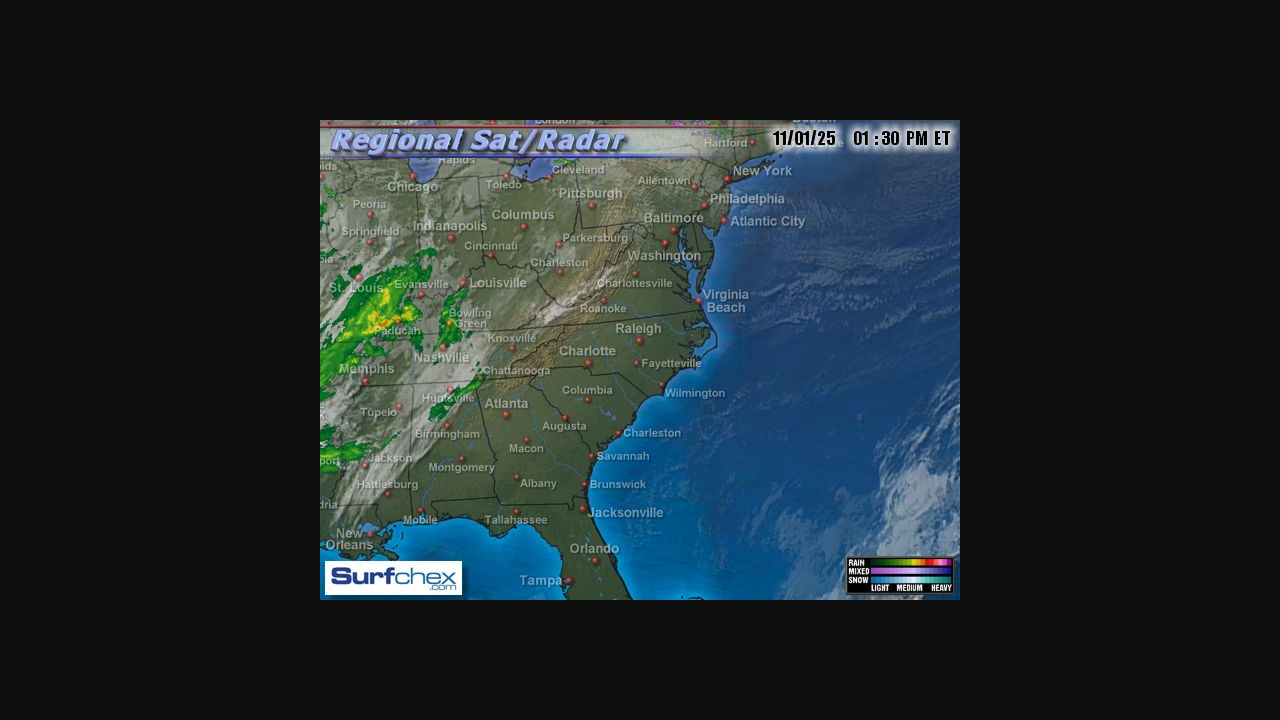 London
Boston
Regional Sat/Radar
11/01/25 01 : 30 PM ET
Hartford
Rapids
Cleveland
New York
Chicago
Toledo
Allentown
Pittsburgh
Philadelphia
Peoria
Columbus
Baltimore
Atlantic City
Springfield
Indianapolis
Parkersburg
Cincinnati
Washington
Charleston
St. Louis
Evansville
Louisville
Charlottesville
Virginia
Beach
Roanoke
Bowling
Green
Paducah
Raleigh
Knoxville
Nashville
Charlotte
Fayetteville
Memphis
Chattanooga
Columbia
Wilmington
Huntsville
Atlanta
Tupelo
Augusta
Birmingham
Charleston
Macon
Jackson
Savannah
Montgomery
Hattiesburg
Albany
Brunswick
Mobile
Tallahassee
Jacksonville
New
Orleans
Orlando
Tampa
Surfchex
.com
RAIN
MIXED
SNOW
LIGHT MEDIUM HEAVY